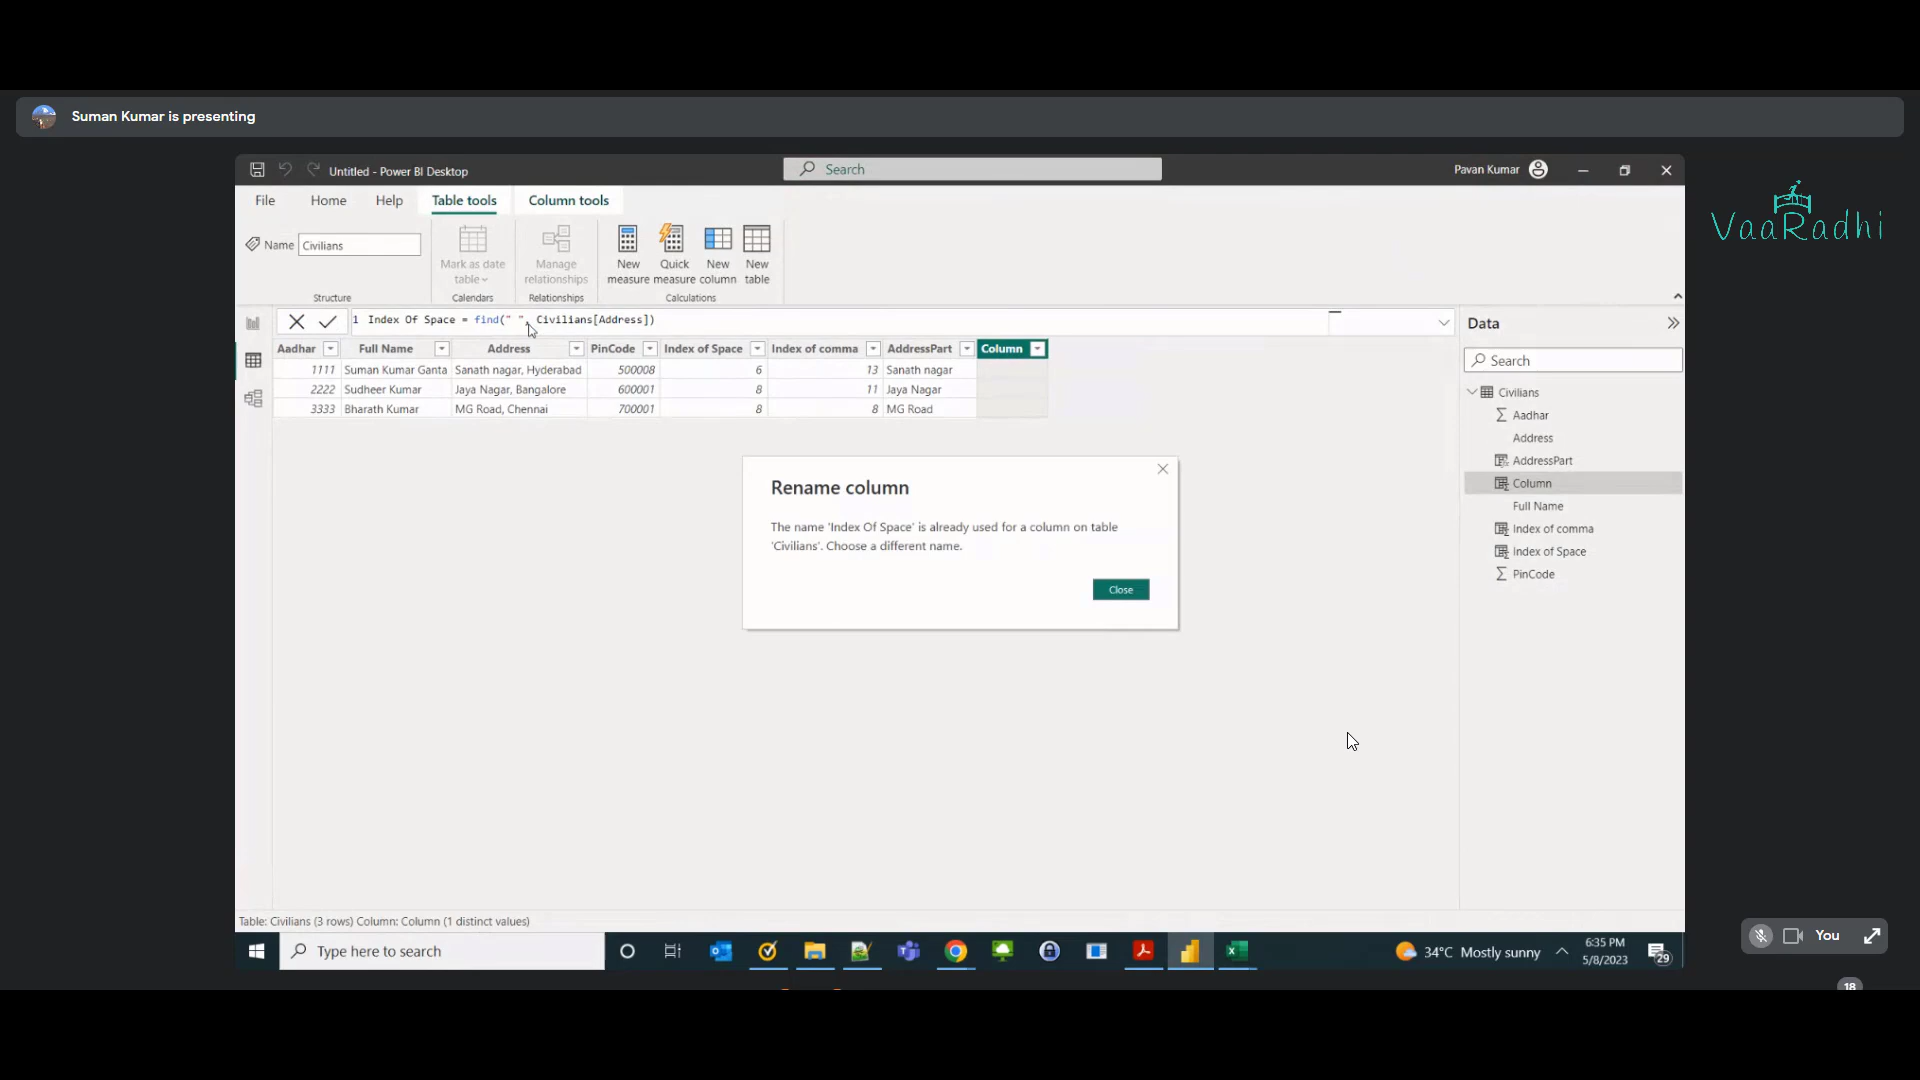 Suman Kumar is presenting
VaaRadhi
Untitled - Power BI Desktop
Search
Pavan Kumar
File Home Help Table tools Column tools
Name Civilians
Mark as date table
Manage relationships
New measure
Quick measure
New column
New table
Structure Calendars Relationships Calculations
1 Index Of Space = find(" ", Civilians[Address])
Aadhar Full Name Address PinCode Index of Space Index of comma AddressPart Column
1111 Suman Kumar Ganta Sanath nagar, Hyderabad 500008 6 13 Sanath nagar
2222 Sudheer Kumar Jaya Nagar, Bangalore 600001 8 11 Jaya Nagar
3333 Bharath Kumar MG Road, Chennai 700001 8 8 MG Road
Rename column
The name 'Index Of Space' is already used for a column on table
'Civilians'. Choose a different name.
Close
Data
Search
Civilians
Aadhar
Address
AddressPart
Column
Full Name
Index of comma
Index of Space
PinCode
Table: Civilians (3 rows) Column: Column (1 distinct values)
Type here to search
34°C Mostly sunny
6:35 PM
5/8/2023
29
You
18